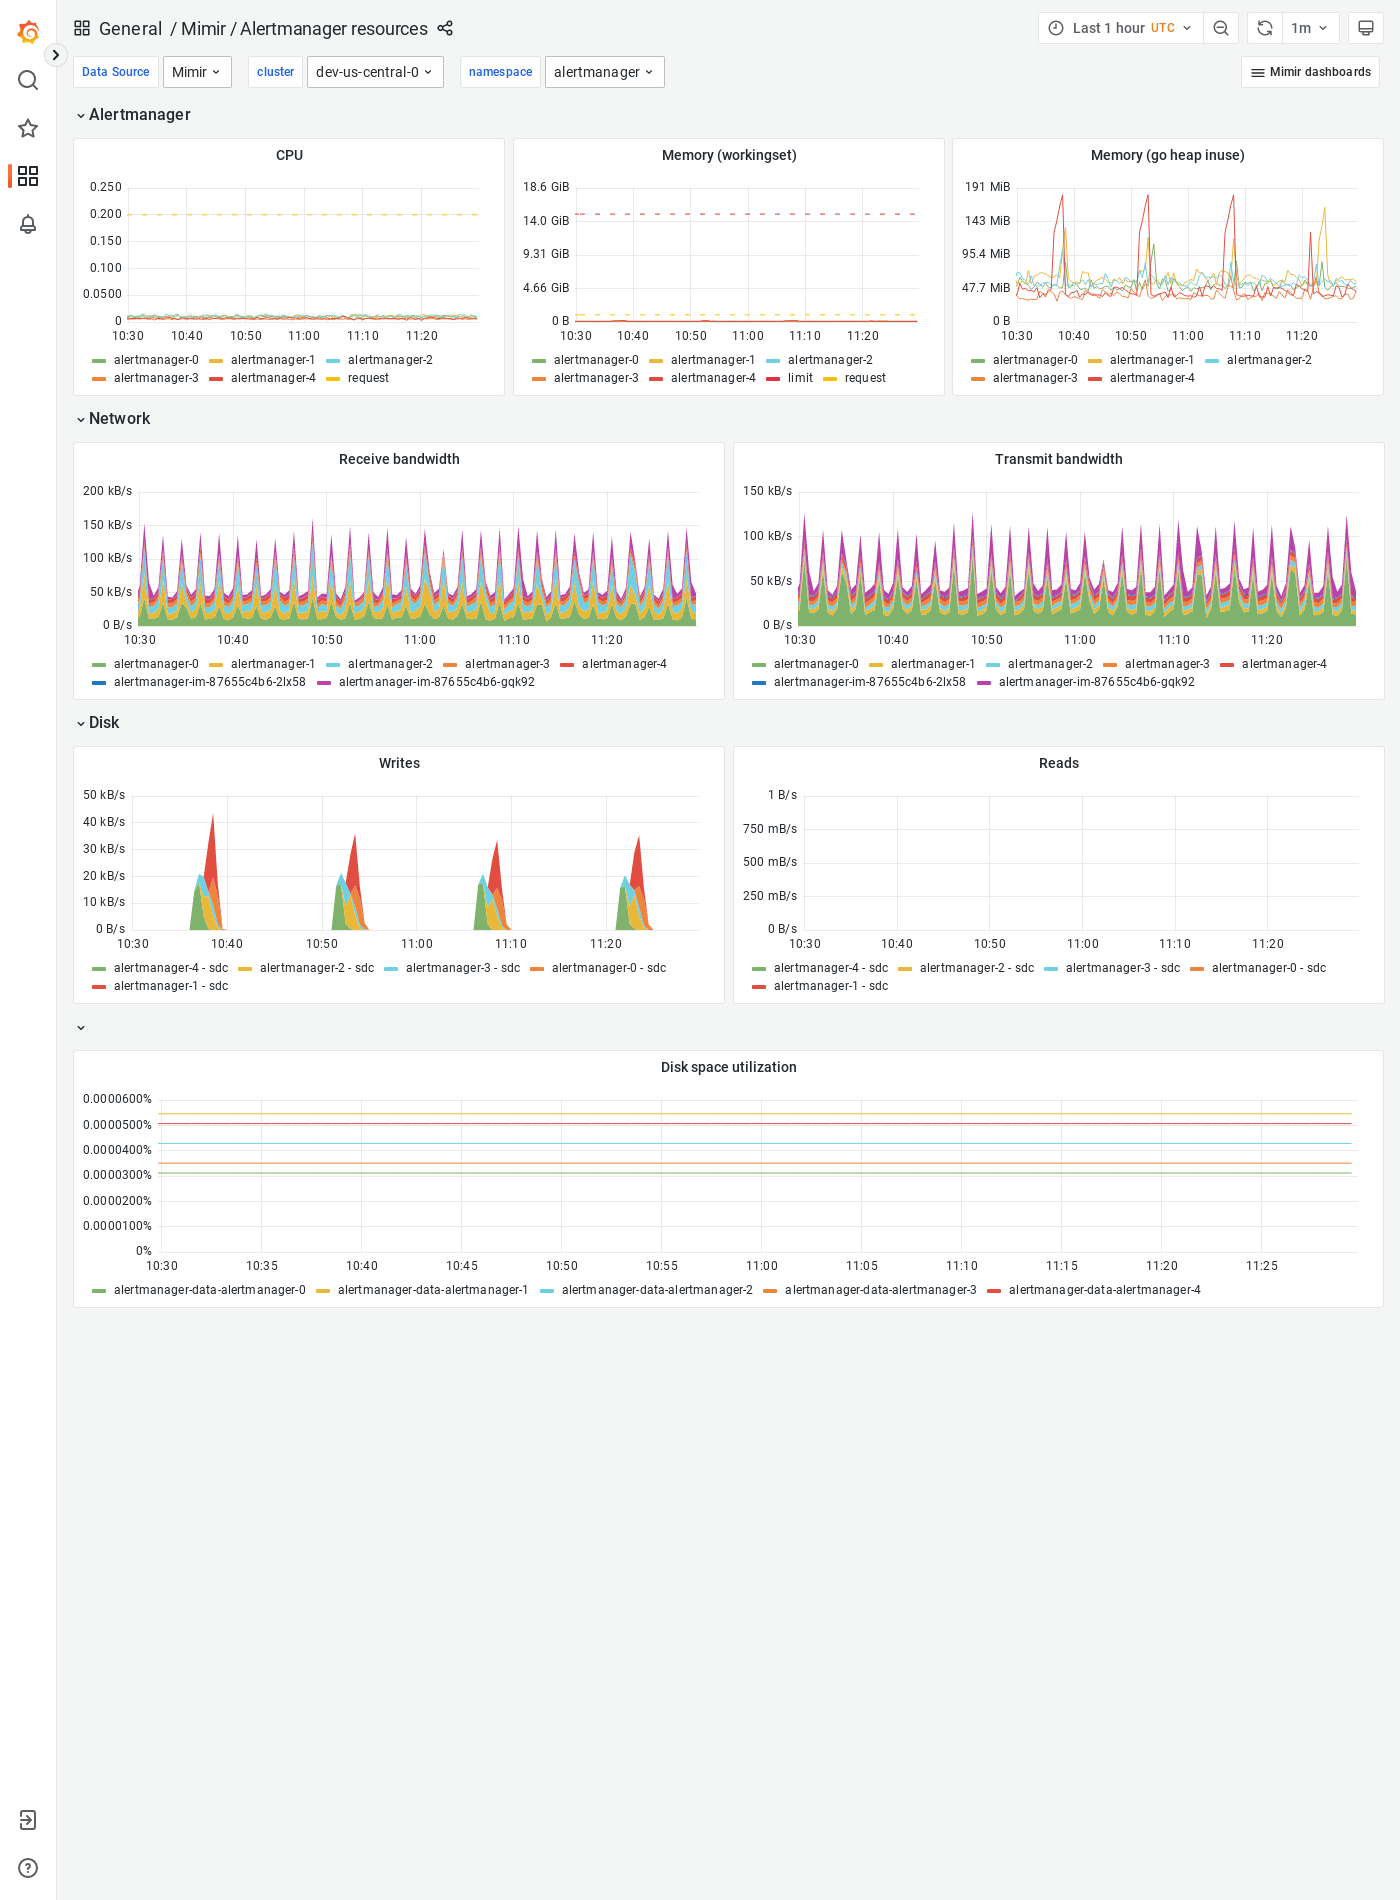 General / Mimir / Alertmanager resources
Last 1 hour UTC
1m
Data Source Mimir cluster dev-us-central-0 namespace alertmanager
Mimir dashboards
Alertmanager
CPU
0.250
0.200
0.150
0.100
0.0500
0
10:30 10:40 10:50 11:00 11:10 11:20
alertmanager-0 alertmanager-1 alertmanager-2
alertmanager-3 alertmanager-4 request
Memory (workingset)
18.6 GiB
14.0 GiB
9.31 GiB
4.66 GiB
0 B
10:30 10:40 10:50 11:00 11:10 11:20
alertmanager-0 alertmanager-1 alertmanager-2
alertmanager-3 alertmanager-4 limit request
Memory (go heap inuse)
191 MiB
143 MiB
95.4 MiB
47.7 MiB
0 B
10:30 10:40 10:50 11:00 11:10 11:20
alertmanager-0 alertmanager-1 alertmanager-2
alertmanager-3 alertmanager-4
Network
Receive bandwidth
200 kB/s
150 kB/s
100 kB/s
50 kB/s
0 B/s
10:30 10:40 10:50 11:00 11:10 11:20
alertmanager-0 alertmanager-1 alertmanager-2 alertmanager-3 alertmanager-4
alertmanager-im-87655c4b6-2lx58 alertmanager-im-87655c4b6-gqk92
Transmit bandwidth
150 kB/s
100 kB/s
50 kB/s
0 B/s
10:30 10:40 10:50 11:00 11:10 11:20
alertmanager-0 alertmanager-1 alertmanager-2 alertmanager-3 alertmanager-4
alertmanager-im-87655c4b6-2lx58 alertmanager-im-87655c4b6-gqk92
Disk
Writes
50 kB/s
40 kB/s
30 kB/s
20 kB/s
10 kB/s
0 B/s
10:30 10:40 10:50 11:00 11:10 11:20
alertmanager-4 - sdc alertmanager-2 - sdc alertmanager-3 - sdc alertmanager-0 - sdc
alertmanager-1 - sdc
Reads
1 B/s
750 mB/s
500 mB/s
250 mB/s
0 B/s
10:30 10:40 10:50 11:00 11:10 11:20
alertmanager-4 - sdc alertmanager-2 - sdc alertmanager-3 - sdc alertmanager-0 - sdc
alertmanager-1 - sdc
Disk space utilization
0.0000600%
0.0000500%
0.0000400%
0.0000300%
0.0000200%
0.0000100%
0%
10:30 10:35 10:40 10:45 10:50 10:55 11:00 11:05 11:10 11:15 11:20 11:25
alertmanager-data-alertmanager-0 alertmanager-data-alertmanager-1 alertmanager-data-alertmanager-2 alertmanager-data-alertmanager-3 alertmanager-data-alertmanager-4